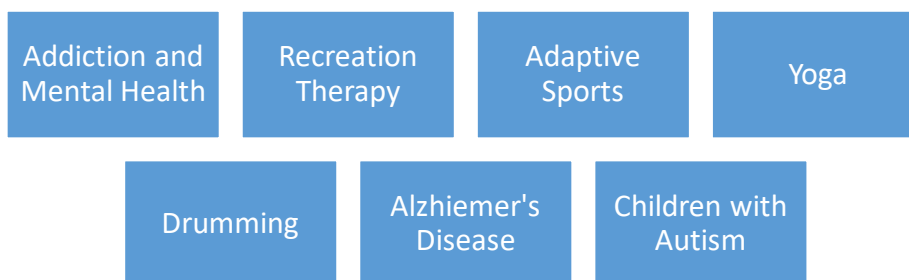 Addiction and
Mental Health
Recreation
Therapy
Adaptive
Sports
Yoga
Drumming
Alzhiemer's
Disease
Children with
Autism